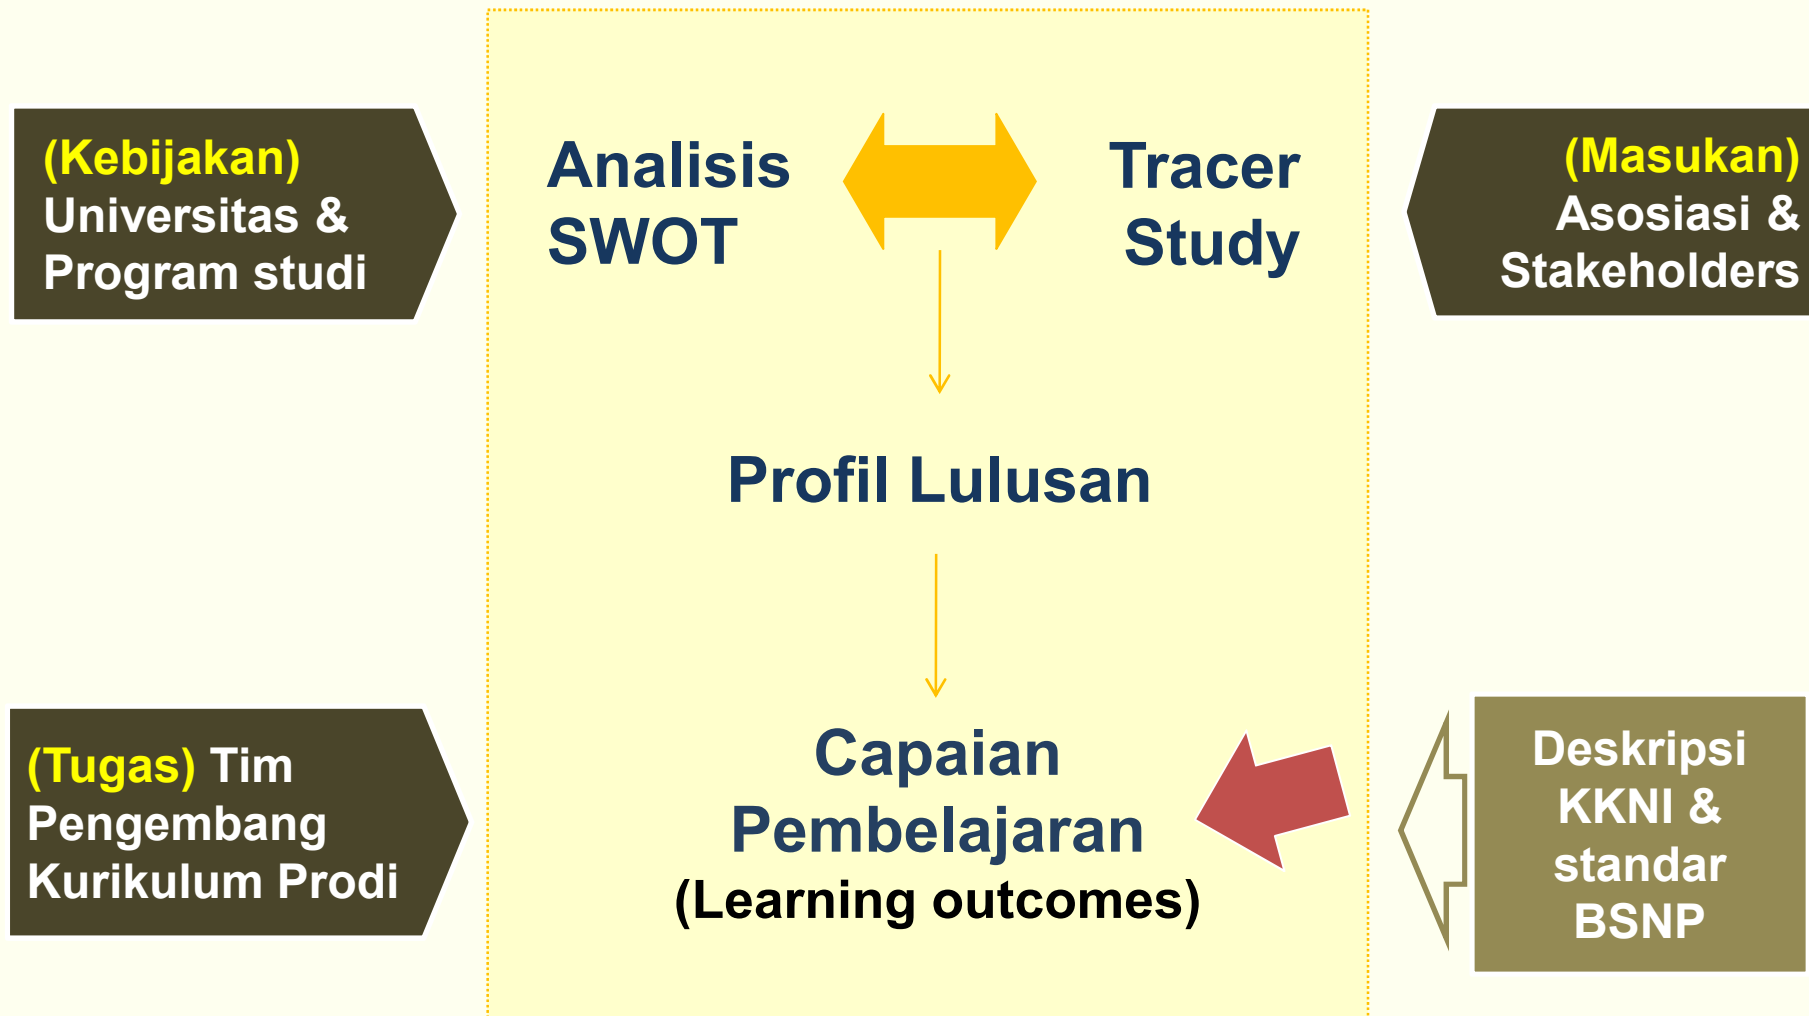 (Kebijakan)
Universitas &
Program studi
Analisis
SWOT
Tracer
Study
(Masukan)
Asosiasi &
Stakeholders
Profil Lulusan
(Tugas) Tim
Pengembang
Kurikulum Prodi
Capaian
Pembelajaran
(Learning outcomes)
Deskripsi
KKNI &
standar
BSNP